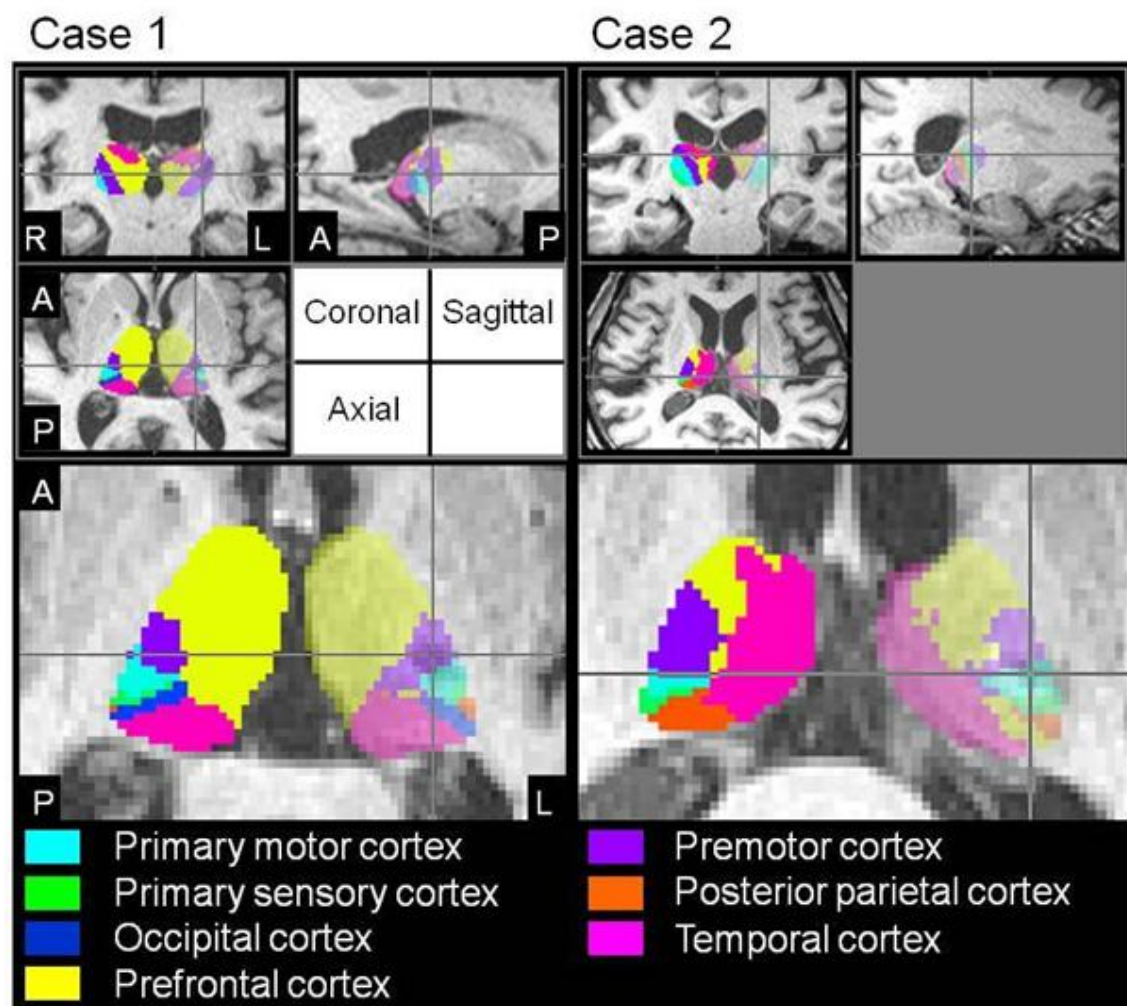 Case 1
Case 2
R
L
A
P
A
Coronal
Sagittal
P
Axial
A
P
L
Primary motor cortex
Premotor cortex
Primary sensory cortex
Posterior parietal cortex
Occipital cortex
Temporal cortex
Prefrontal cortex